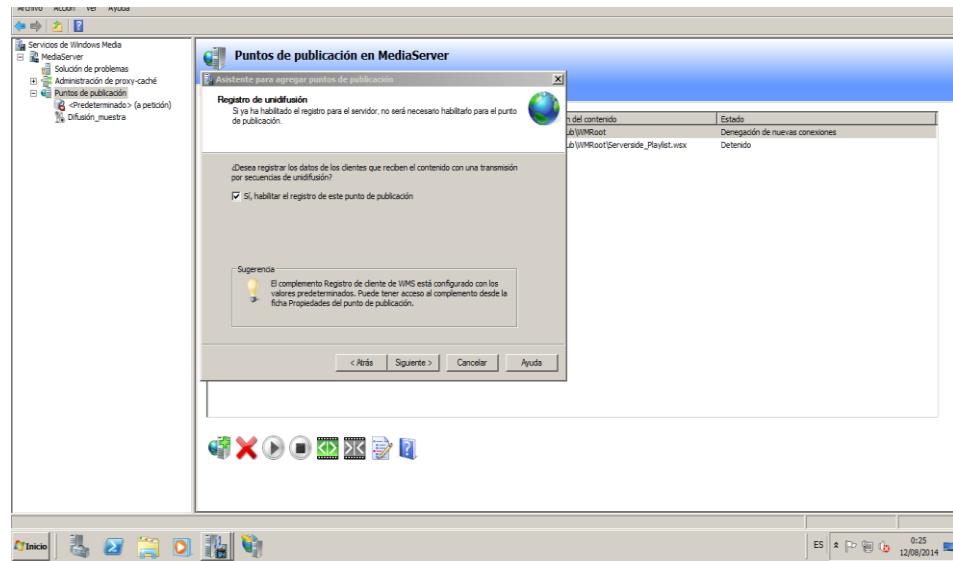 Archivo Acción Ver Ayuda
Servicios de Windows Media
MediaServer
Solución de problemas
Administración de proxy-caché
Puntos de publicación
<Predeterminado> (a petición)
Difusión_muestra
Puntos de publicación en MediaServer
Asistente para agregar puntos de publicación
Registro de unidifusión
Si ya ha habilitado el registro para el servidor, no será necesario habilitarlo para el punto
de publicación.
¿Desea registrar los datos de los clientes que reciben el contenido con una transmisión
por secuencias de unidifusión?
Sí, habilitar el registro de este punto de publicación
Sugerencia
El complemento Registro de cliente de WMS está configurado con los
valores predeterminados. Puede tener acceso al complemento desde la
ficha Propiedades del punto de publicación.
< Atrás Siguiente > Cancelar Ayuda
n del contenido Estado
ub\WMRoot Denegación de nuevas conexiones
ub\WMRoot\Serverside_Playlist.wsx Detenido
Inicio
ES
0:25
12/08/2014